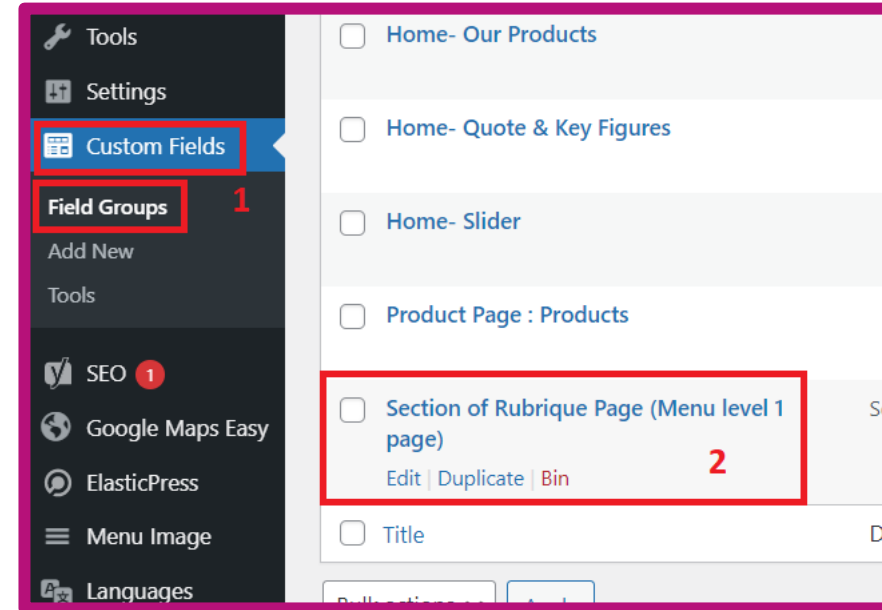 Tools
Settings
Custom Fields
Field Groups 1
Add New
Tools
SEO 1
Google Maps Easy
ElasticPress
Menu Image
Languages
Home- Our Products
Home- Quote & Key Figures
Home- Slider
Product Page : Products
Section of Rubrique Page (Menu level 1
page)
Edit | Duplicate | Bin
2
Title